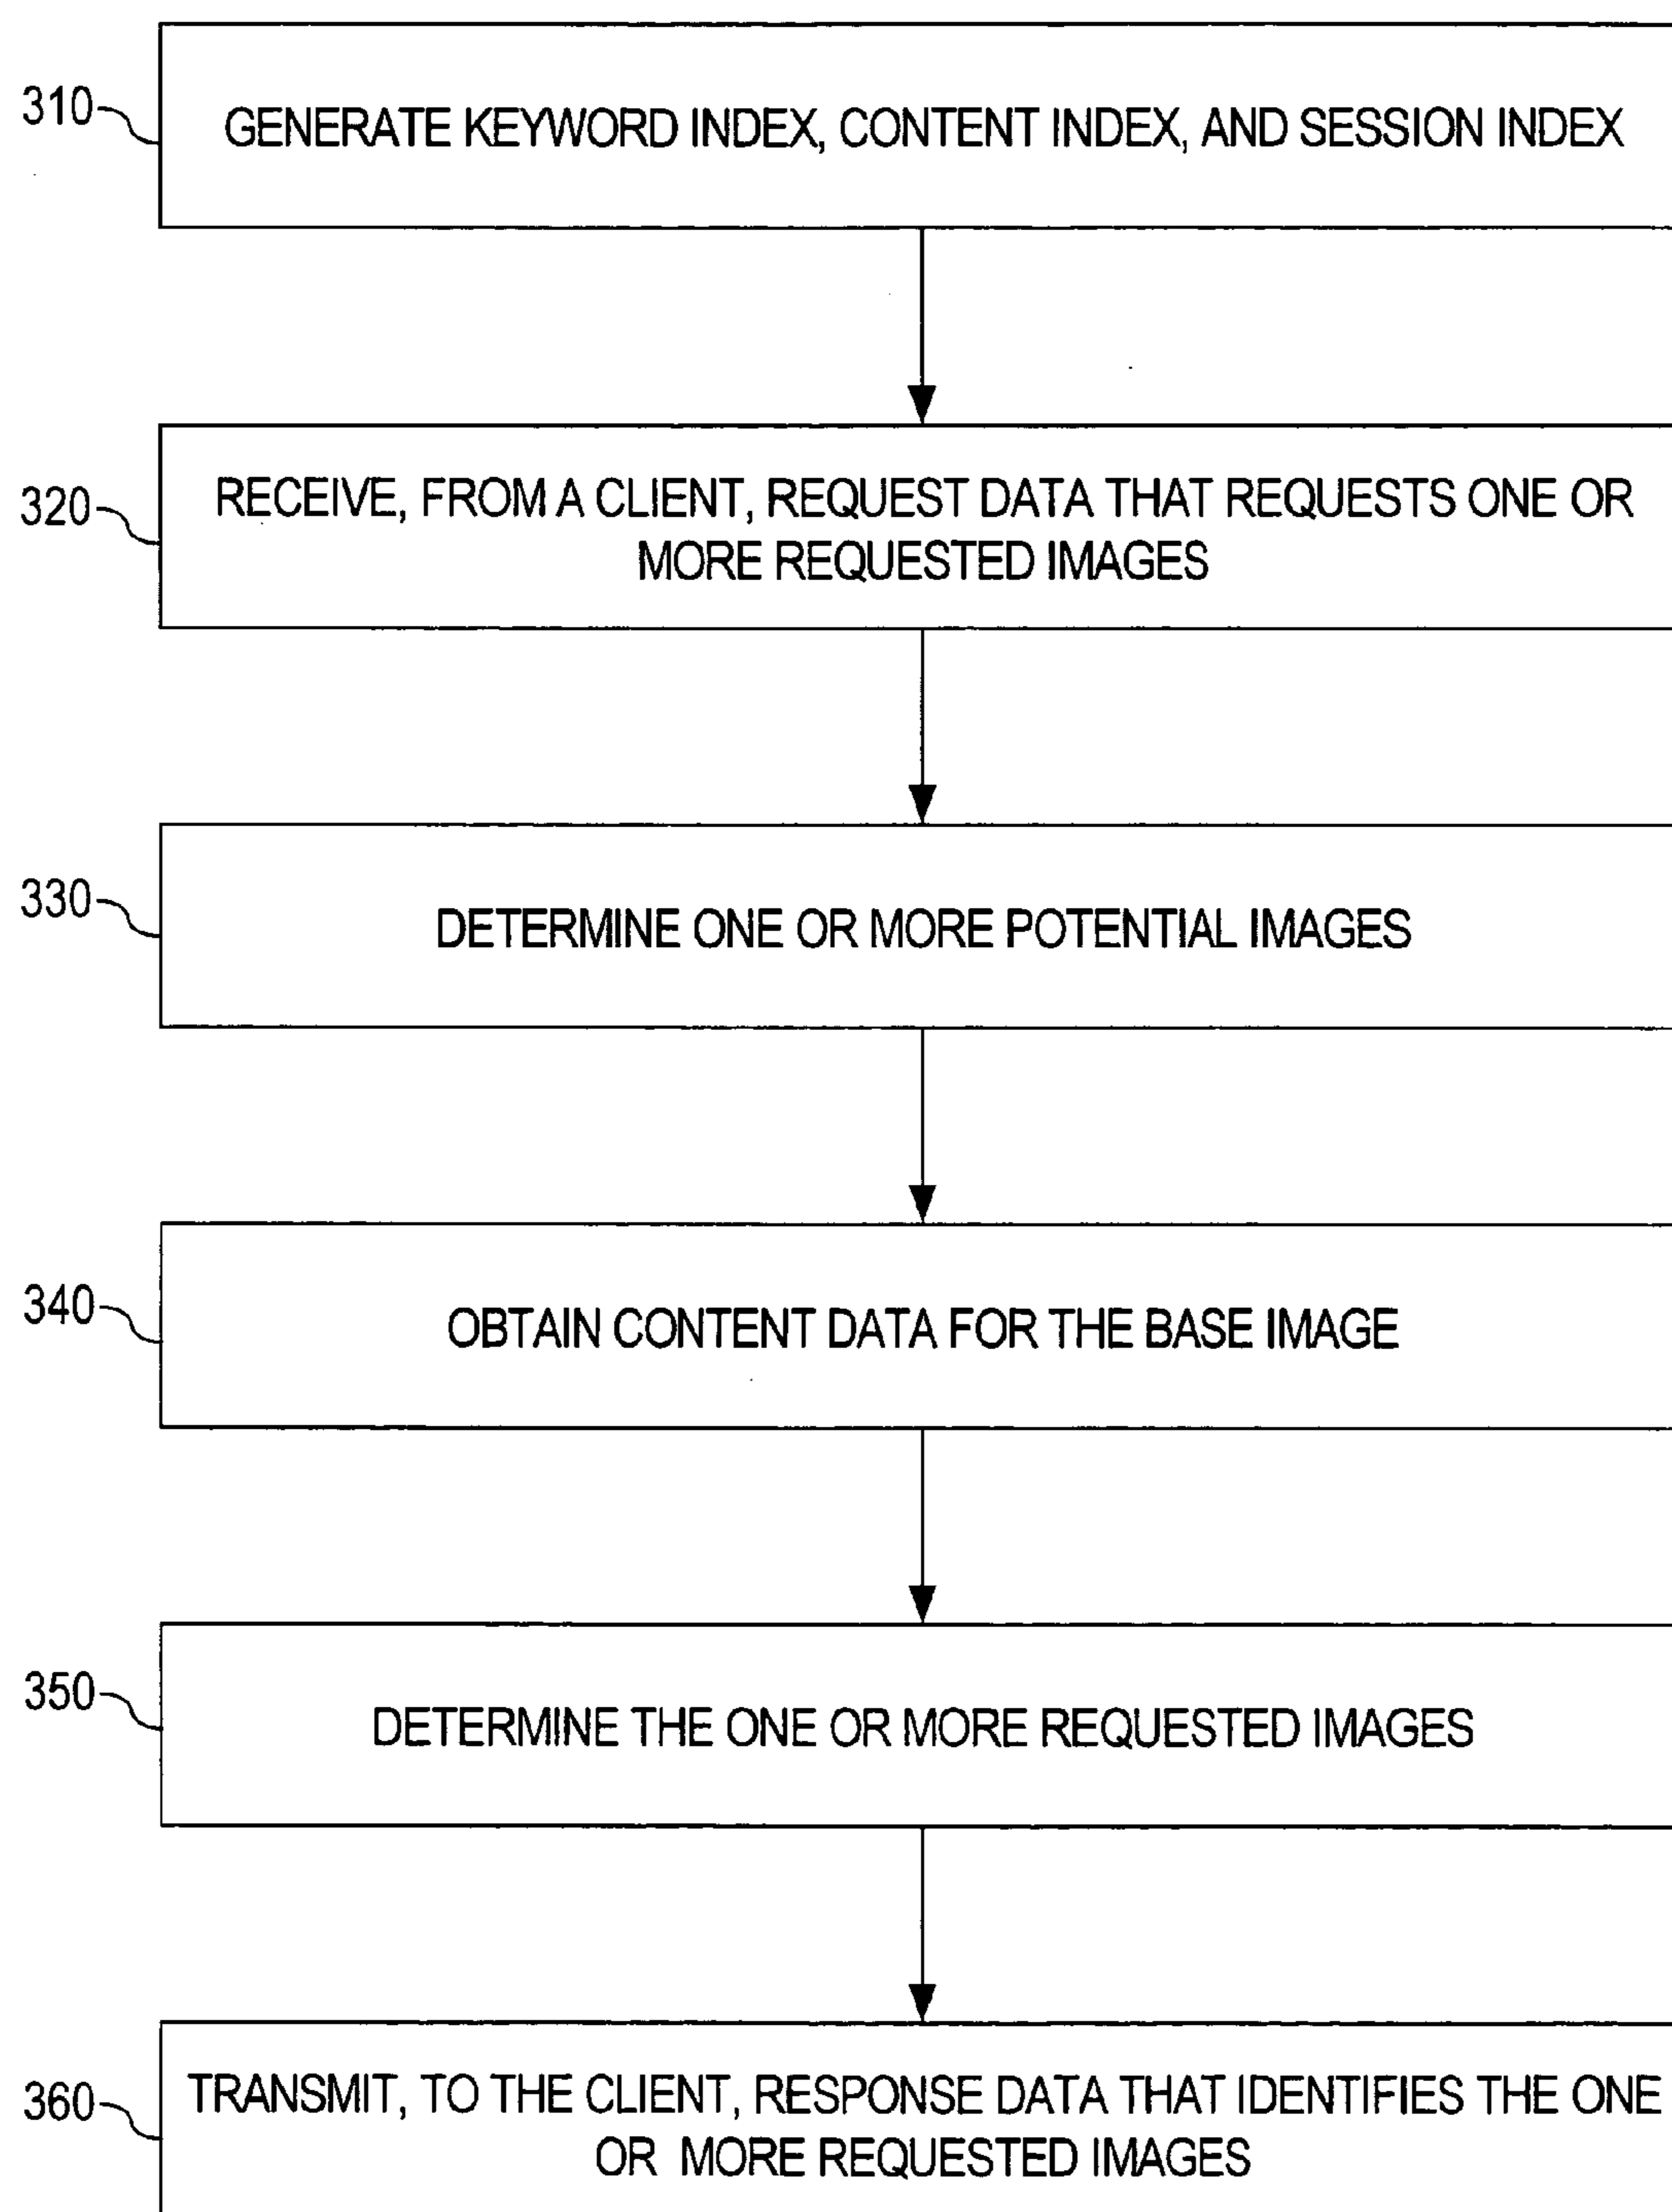 310
GENERATE KEYWORD INDEX, CONTENT INDEX, AND SESSION INDEX
320
RECEIVE, FROM A CLIENT, REQUEST DATA THAT REQUESTS ONE OR
MORE REQUESTED IMAGES
330
DETERMINE ONE OR MORE POTENTIAL IMAGES
340
OBTAIN CONTENT DATA FOR THE BASE IMAGE
350
DETERMINE THE ONE OR MORE REQUESTED IMAGES
360
TRANSMIT, TO THE CLIENT, RESPONSE DATA THAT IDENTIFIES THE ONE
OR MORE REQUESTED IMAGES